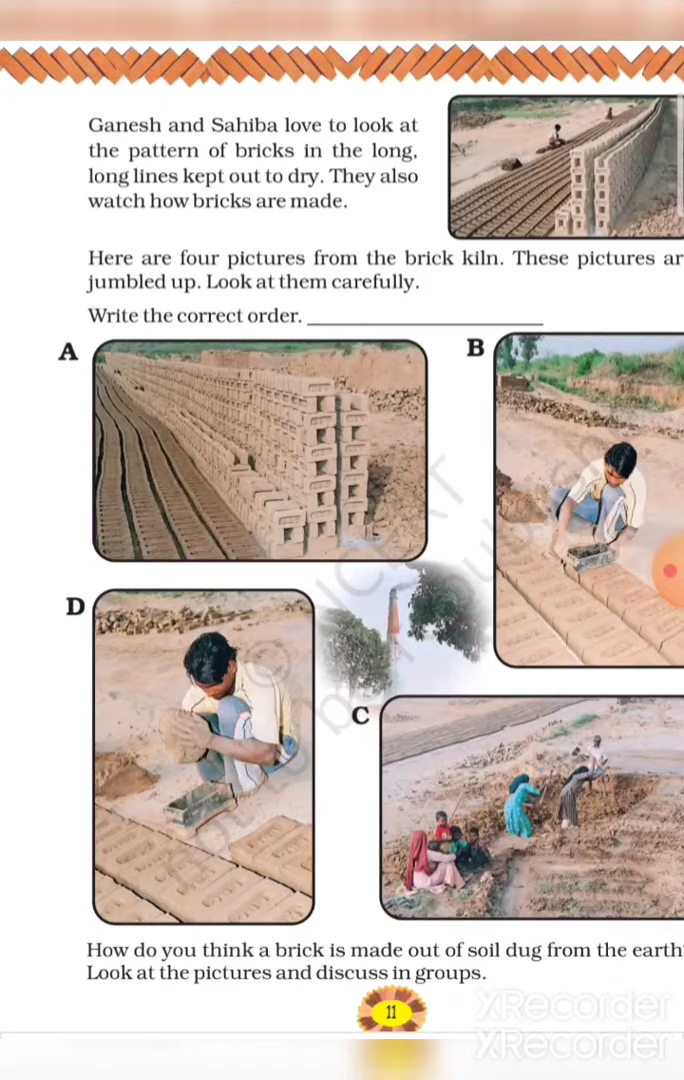 Ganesh and Sahiba love to look at
the pattern of bricks in the long,
long lines kept out to dry. They also
watch how bricks are made.
Here are four pictures from the brick kiln. These pictures ar
jumbled up. Look at them carefully.
Write the correct order.
A
B
D
C
How do you think a brick is made out of soil dug from the earth
Look at the pictures and discuss in groups.
11
XRecorder
XRecorder